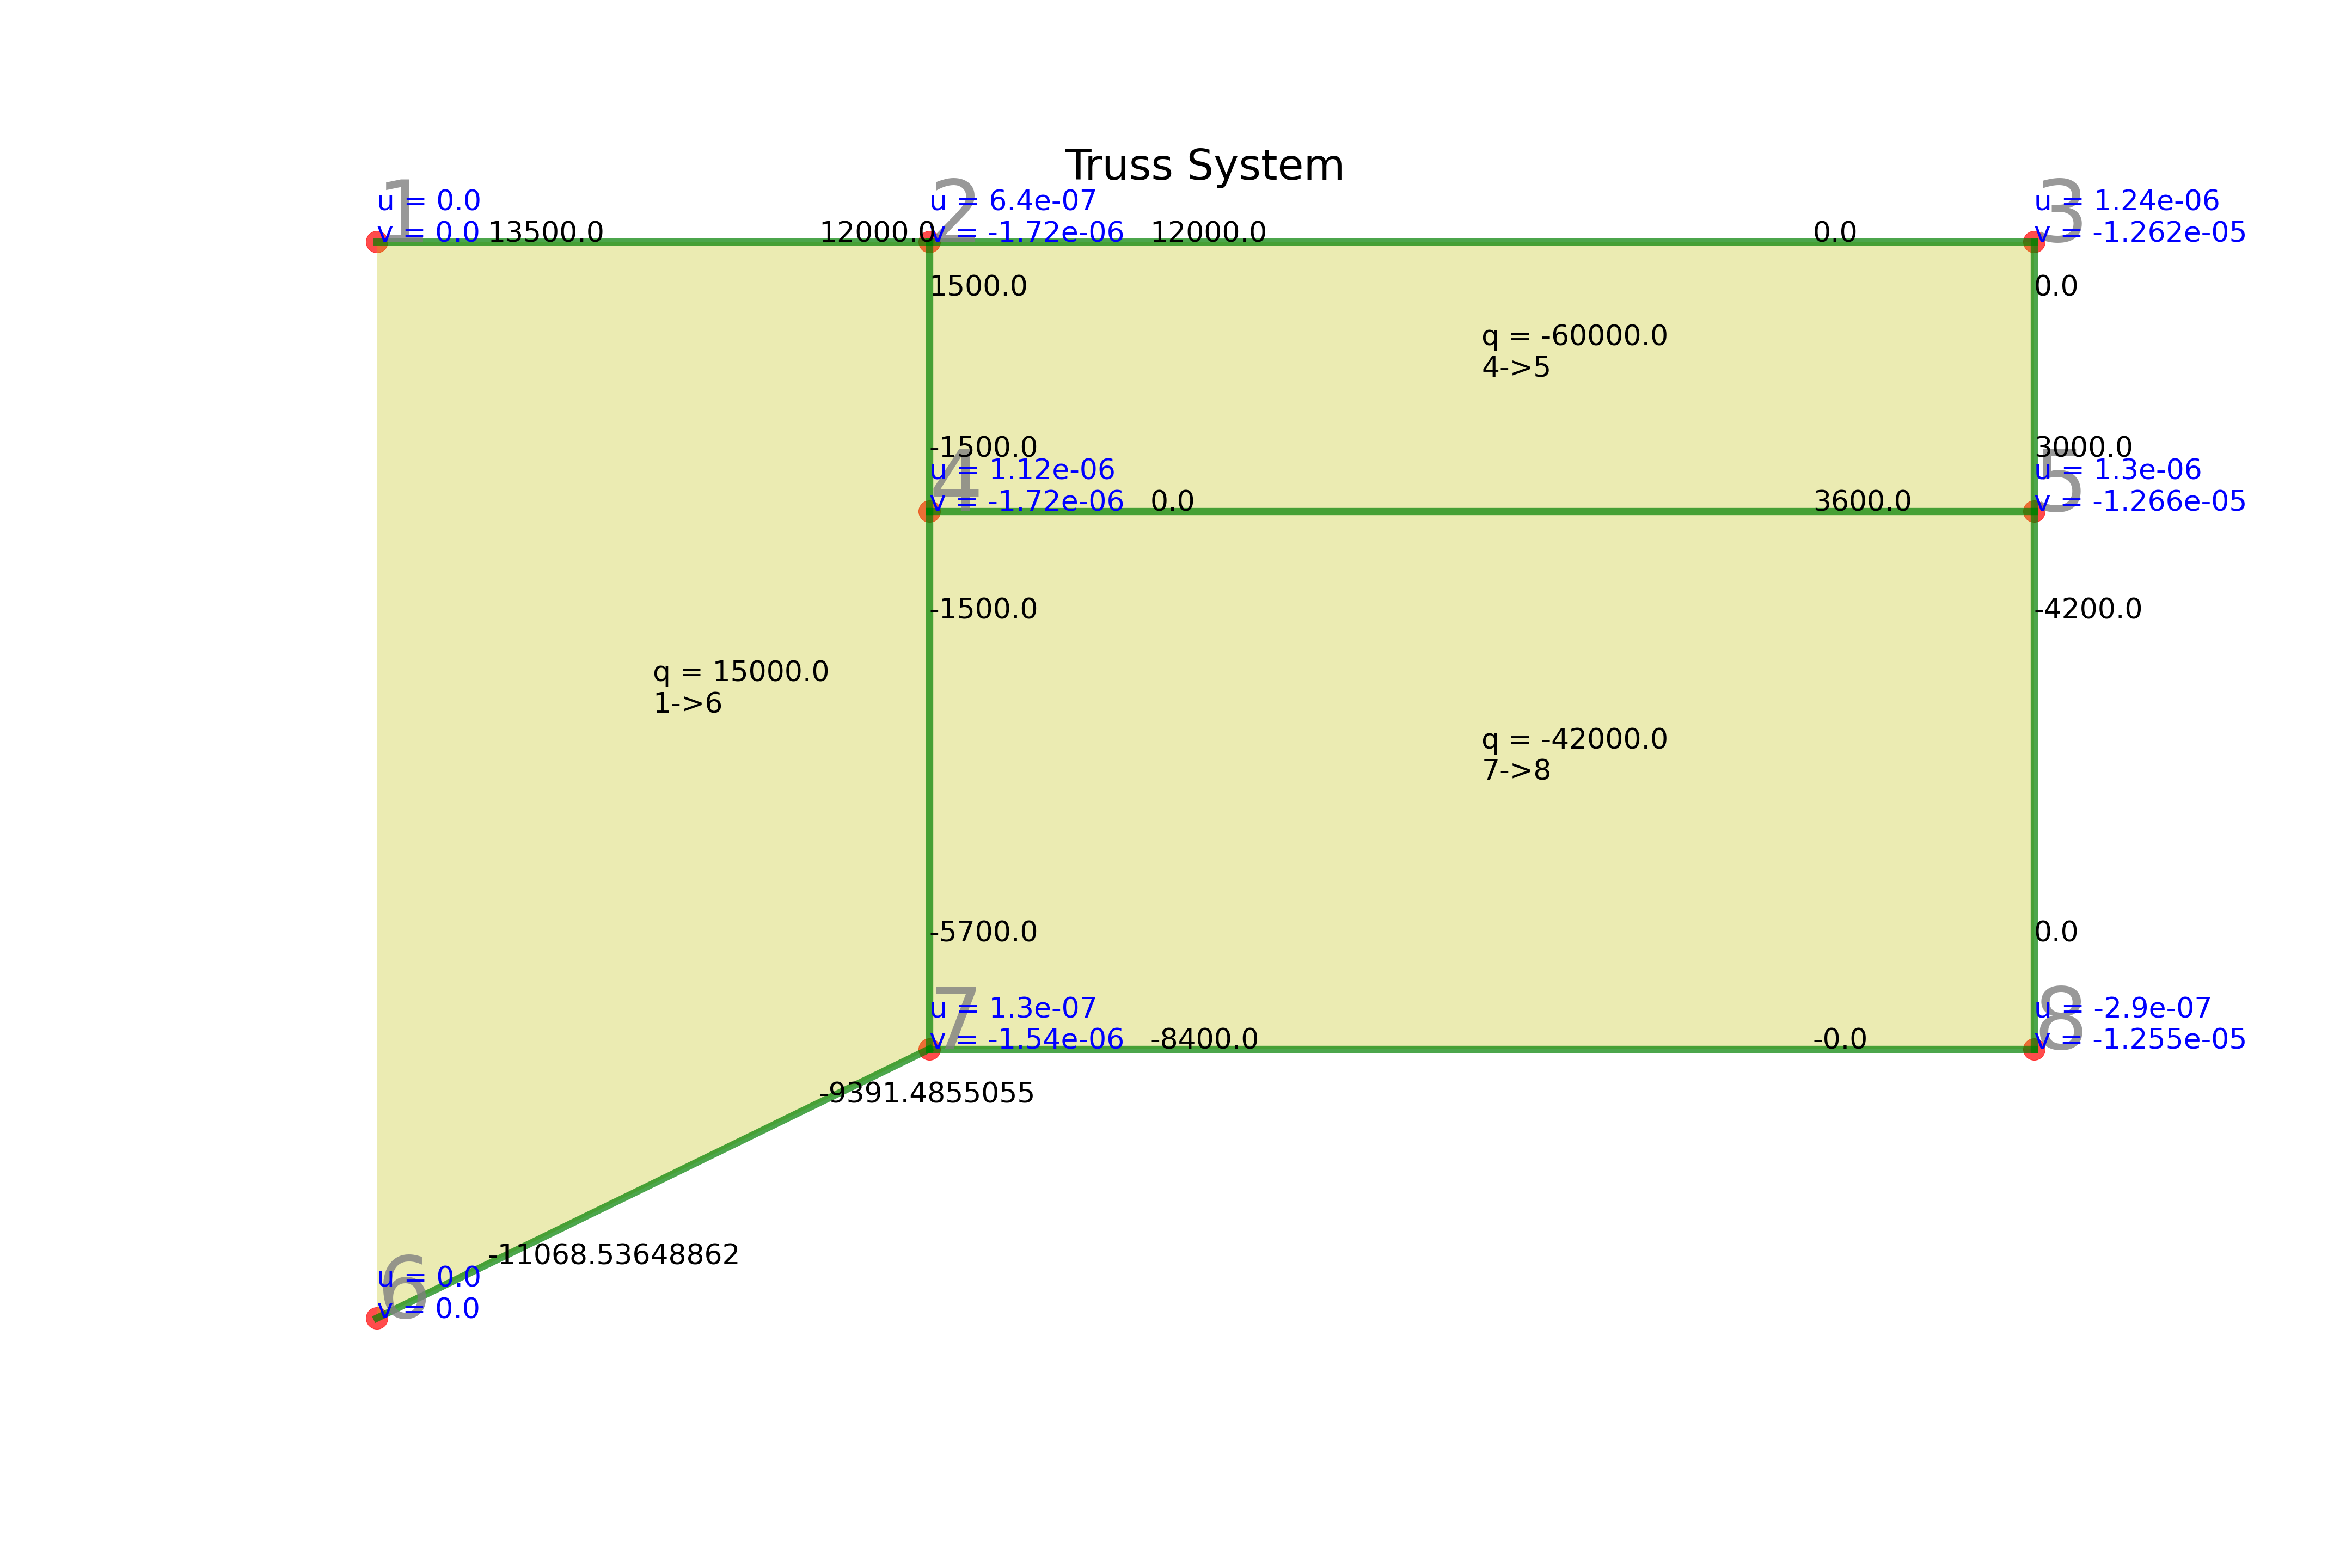 Truss System
1
u = 0.0
v = 0.0
13500.0
12000.0
2
u = 6.4e-07
v = -1.72e-06
12000.0
0.0
3
u = 1.24e-06
v = -1.262e-05
1500.0
0.0
q = -60000.0
4->5
-1500.0
3000.0
4
u = 1.12e-06
v = -1.72e-06
0.0
3600.0
5
u = 1.3e-06
v = -1.266e-05
-1500.0
-4200.0
q = 15000.0
1->6
q = -42000.0
7->8
-5700.0
0.0
7
u = 1.3e-07
v = -1.54e-06
-8400.0
-0.0
8
u = -2.9e-07
v = -1.255e-05
-9391.4855055
-11068.53648862
6
u = 0.0
v = 0.0